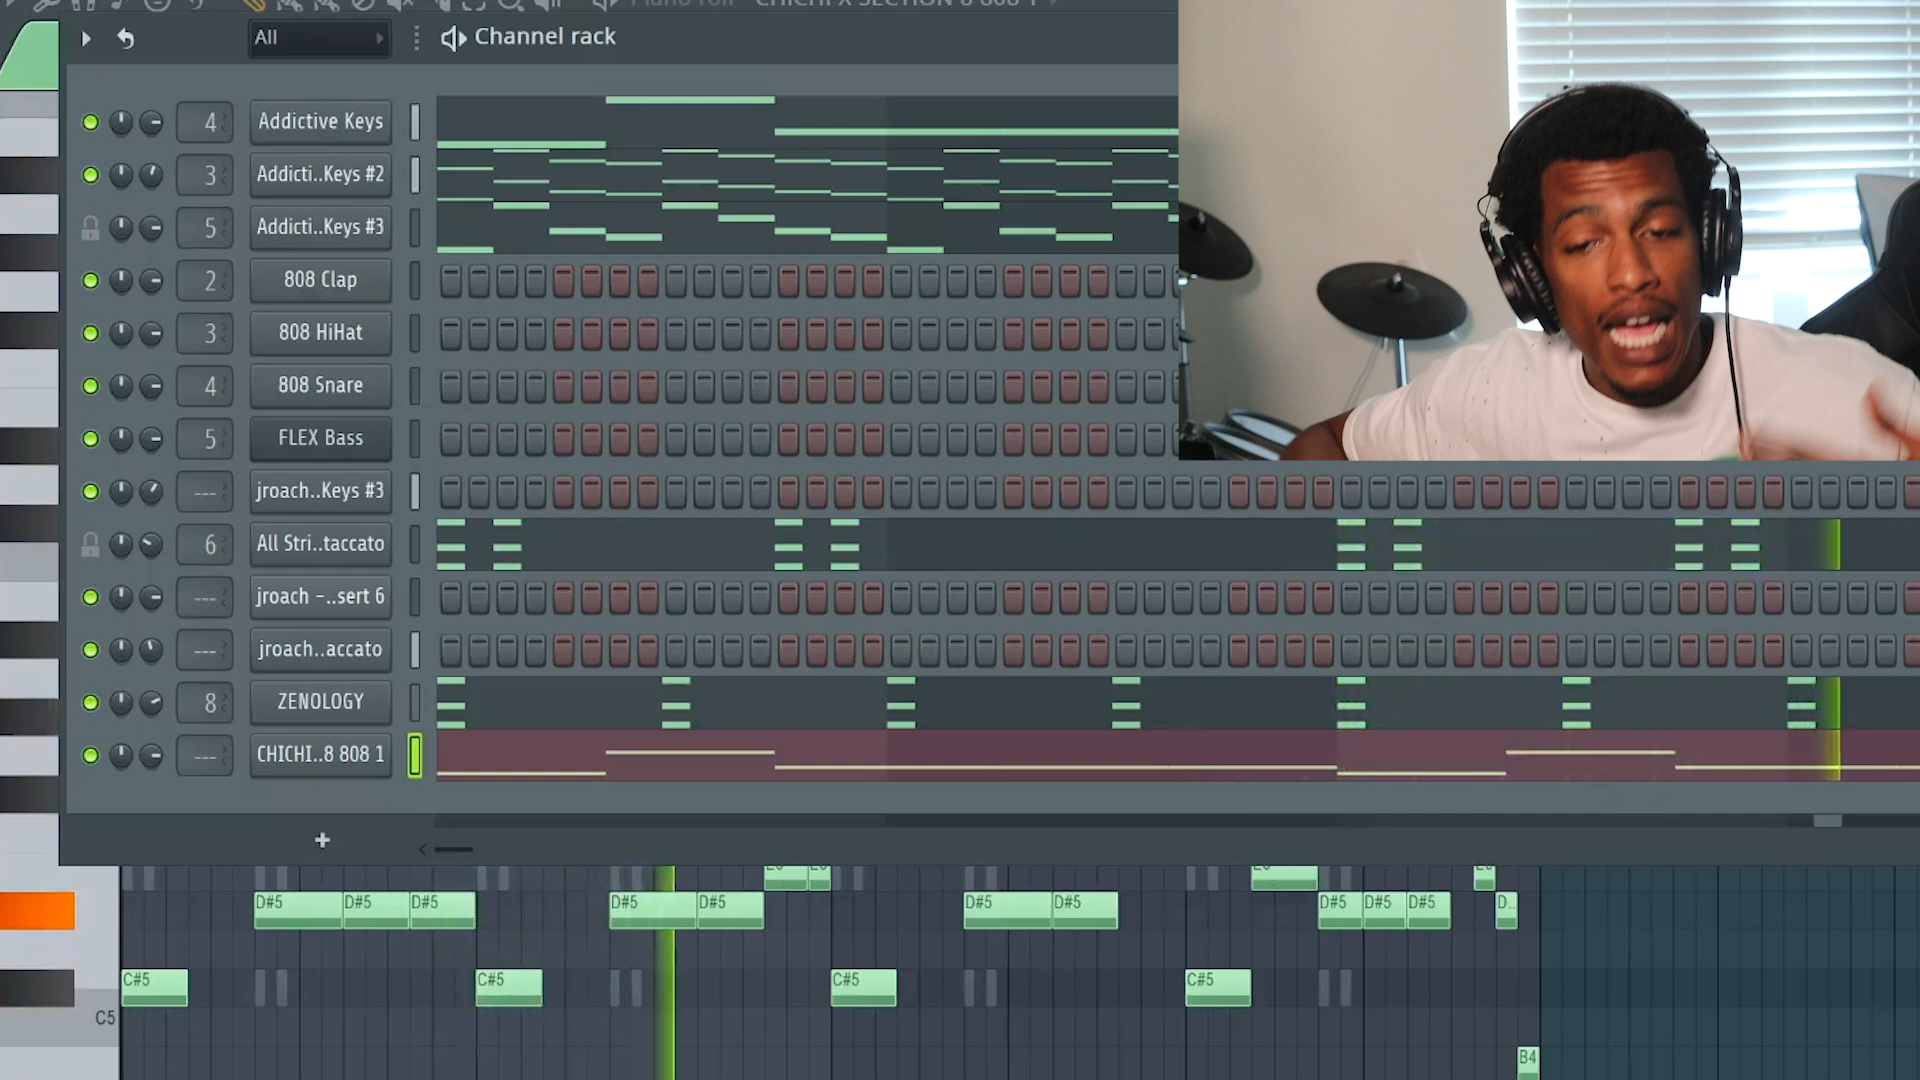 Piano roll - CHICHI X SECTION 8 808 1
All
Channel rack
4 Addictive Keys
3 Addicti..Keys #2
5 Addicti..Keys #3
2 808 Clap
3 808 HiHat
4 808 Snare
5 FLEX Bass
--- jroach..Keys #3
6 All Stri..taccato
--- jroach -..sert 6
--- jroach..accato
8 ZENOLOGY
--- CHICHI..8 808 1
+
D#5 D#5 D#5 D#5 D#5 D#5 D#5 D#5 D#5 D#5 D..
C#5 C#5 C#5 C#5
C5
B4